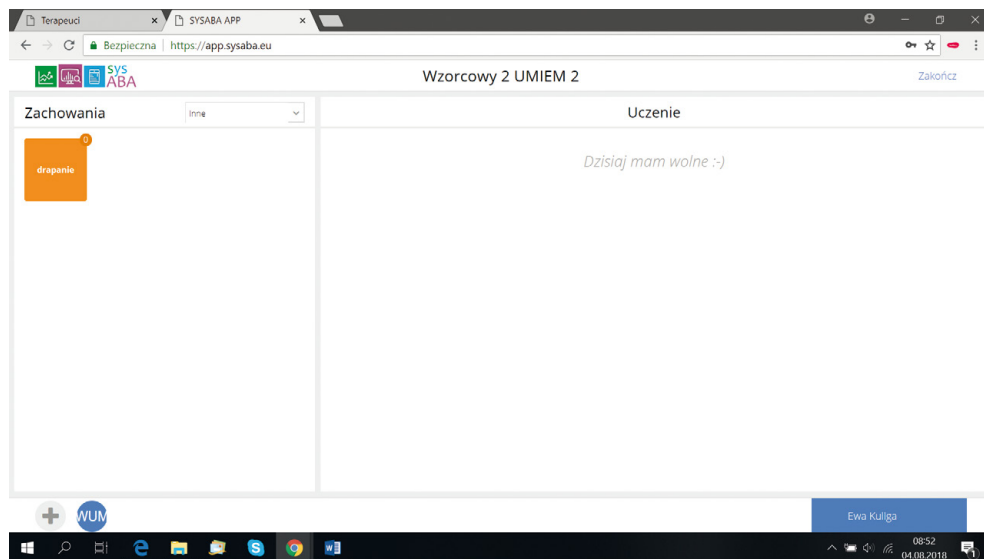 Terapeuci
SYSABA APP
Bezpieczna
https://app.sysaba.eu
sys
ABA
Wzorcowy 2 UMIEM 2
Zakończ
Zachowania
Inne
Uczenie
0
drapanie
Dzisiaj mam wolne :-)
WUM
Ewa Kuliga
08:52
04.08.2018